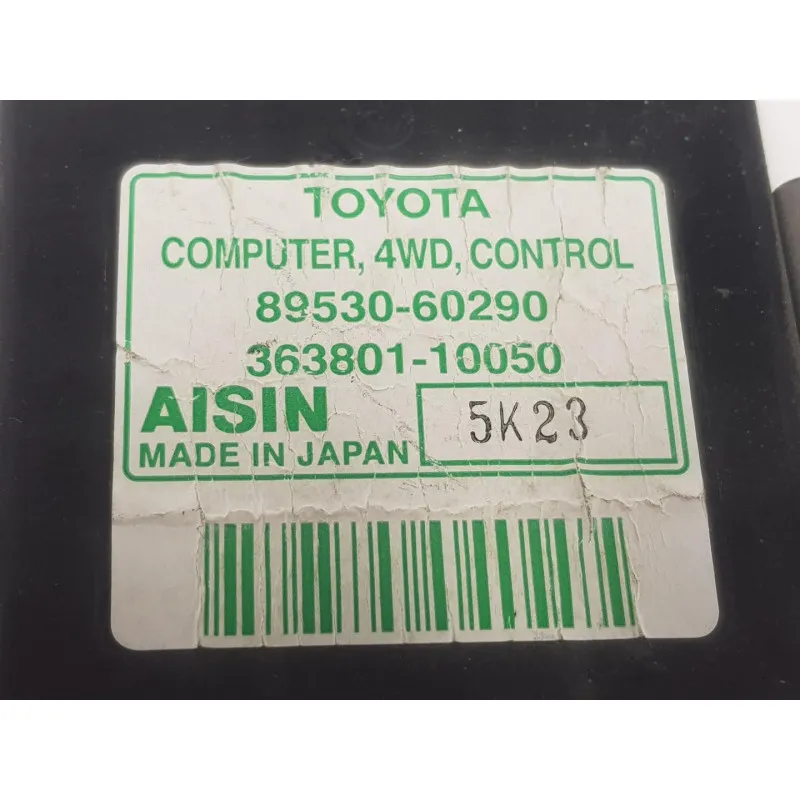 TOYOTA
COMPUTER, 4WD, CONTROL
89530-60290
363801-10050
AISIN
MADE IN JAPAN
5K23